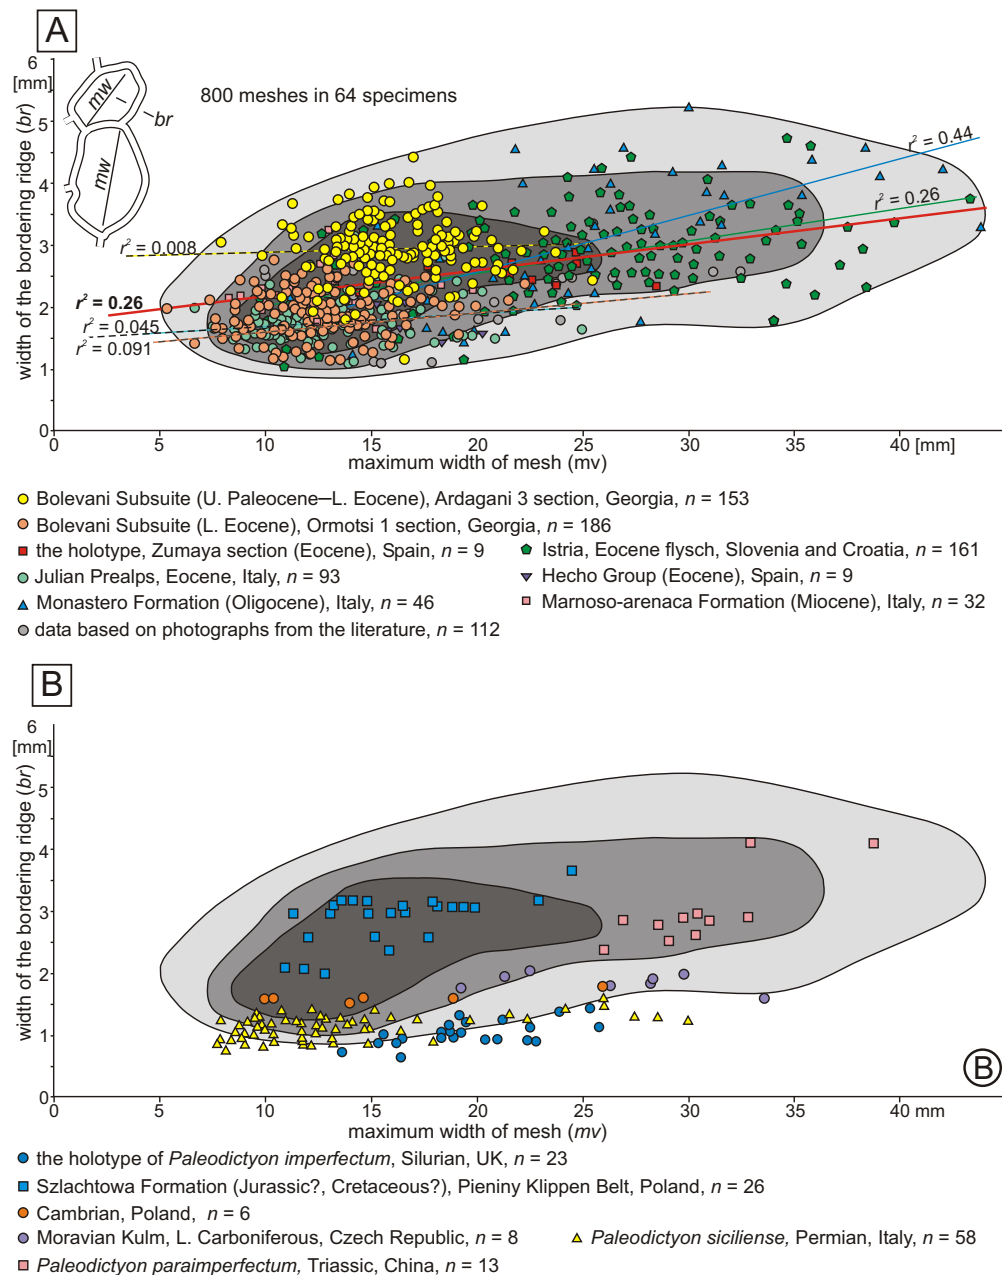 A
6
[mm]
5
4
3
2
1
0
width of the bordering ridge (br)
mw
mw
br
800 meshes in 64 specimens
r² = 0.44
r² = 0.26
r² = 0.008
r² = 0.26
r² = 0.045
r² = 0.091
0 5 10 15 20 25 30 35 40 [mm]
maximum width of mesh (mv)
Bolevani Subsuite (U. Paleocene–L. Eocene), Ardagani 3 section, Georgia, n = 153
Bolevani Subsuite (L. Eocene), Ormotsi 1 section, Georgia, n = 186
the holotype, Zumaya section (Eocene), Spain, n = 9
Istria, Eocene flysch, Slovenia and Croatia, n = 161
Julian Prealps, Eocene, Italy, n = 93
Hecho Group (Eocene), Spain, n = 9
Monastero Formation (Oligocene), Italy, n = 46
Marnoso-arenaca Formation (Miocene), Italy, n = 32
data based on photographs from the literature, n = 112
B
6
[mm]
5
4
3
2
1
0
width of the bordering ridge (br)
B
0 5 10 15 20 25 30 35 40 mm
maximum width of mesh (mv)
the holotype of Paleodictyon imperfectum, Silurian, UK, n = 23
Szlachtowa Formation (Jurassic?, Cretaceous?), Pieniny Klippen Belt, Poland, n = 26
Cambrian, Poland, n = 6
Moravian Kulm, L. Carboniferous, Czech Republic, n = 8
Paleodictyon siciliense, Permian, Italy, n = 58
Paleodictyon paraimperfectum, Triassic, China, n = 13